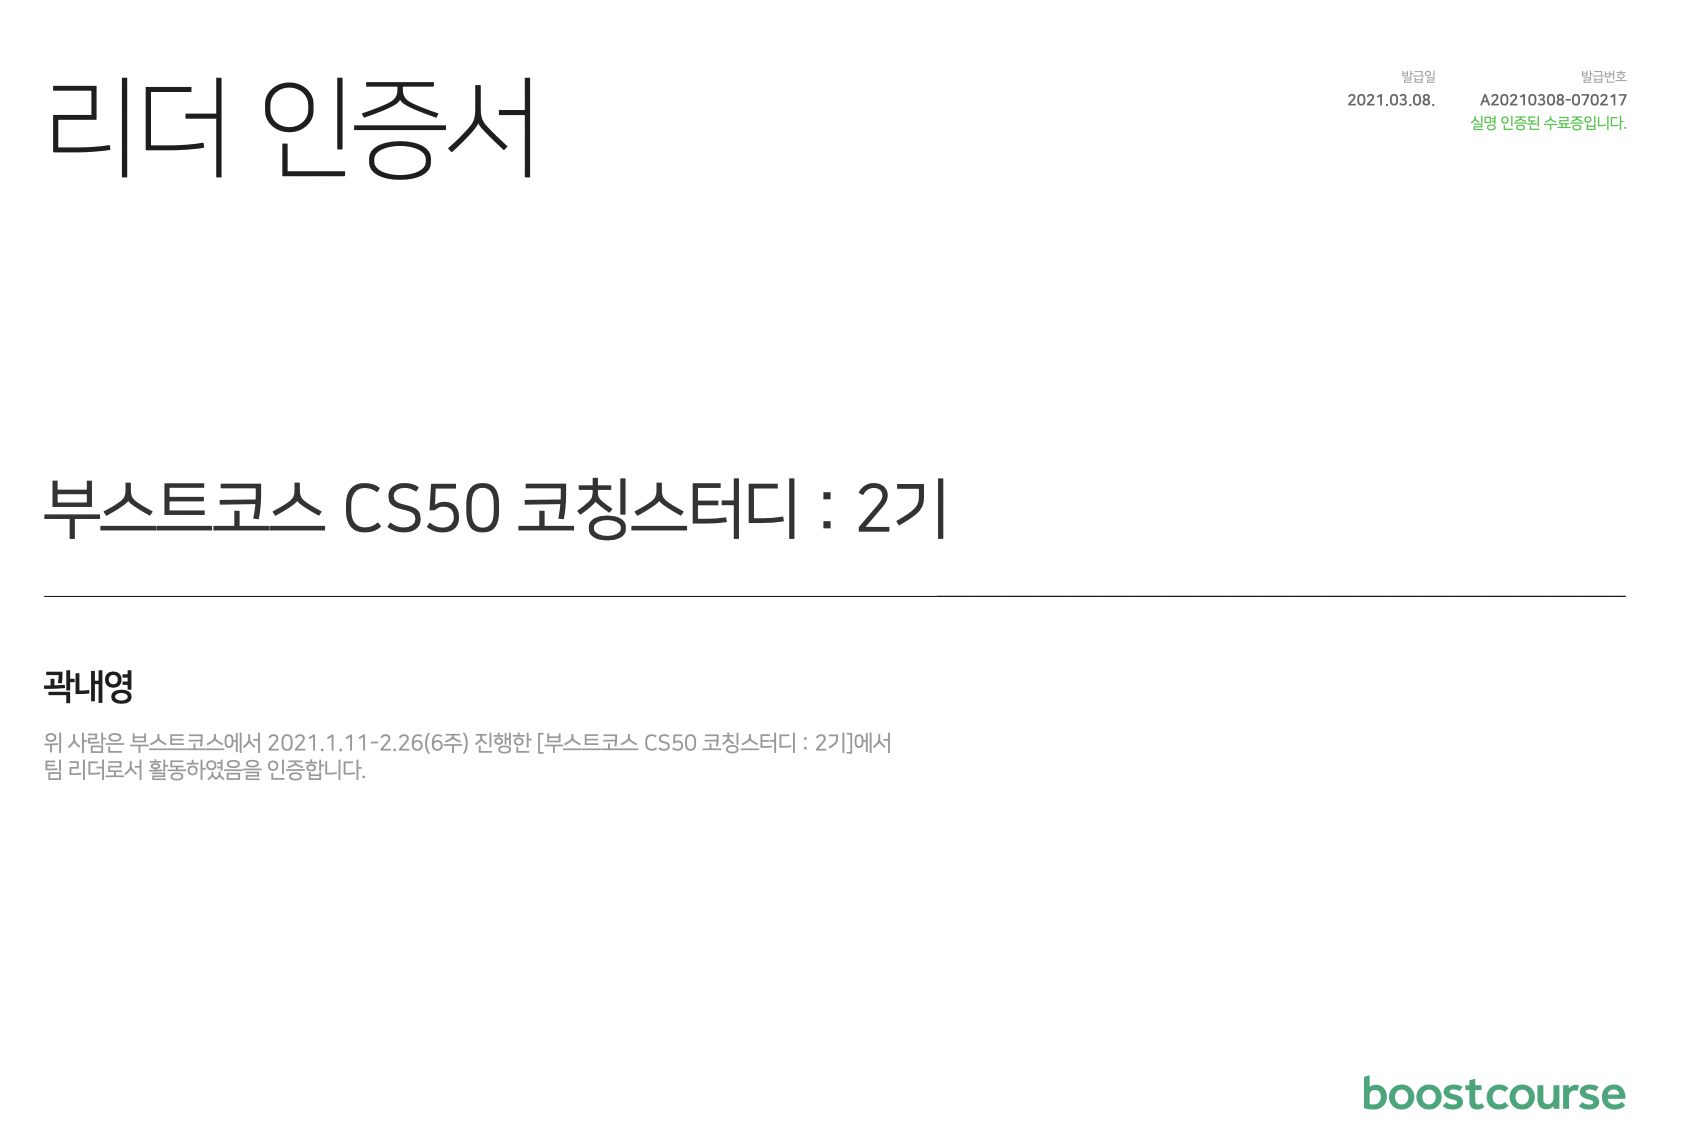 리더 인증서
발급일
2021.03.08.
발급번호
A20210308-070217
실명 인증된 수료증입니다.
부스트코스 CS50 코칭스터디 : 2기
곽내영
위 사람은 부스트코스에서 2021.1.11-2.26(6주) 진행한 [부스트코스 CS50 코칭스터디 : 2기]에서
팀 리더로서 활동하였음을 인증합니다.
boostcourse